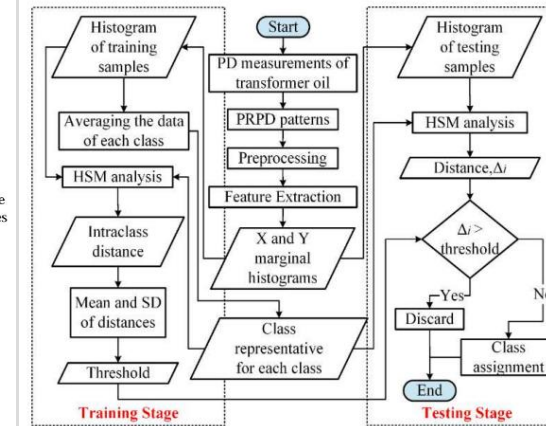 e
es
Start
Histogram
of training
samples
Averaging the data
of each class
HSM analysis
Intraclass
distance
Mean and SD
of distances
Threshold
Training Stage
PD measurements of
transformer oil
PRPD patterns
Preprocessing
Feature Extraction
X and Y
marginal
histograms
Class
representative
for each class
Histogram
of testing
samples
HSM analysis
Distance,Δi
Δi >
threshold
Yes
N
Discard
Class
assignment
End
Testing Stage